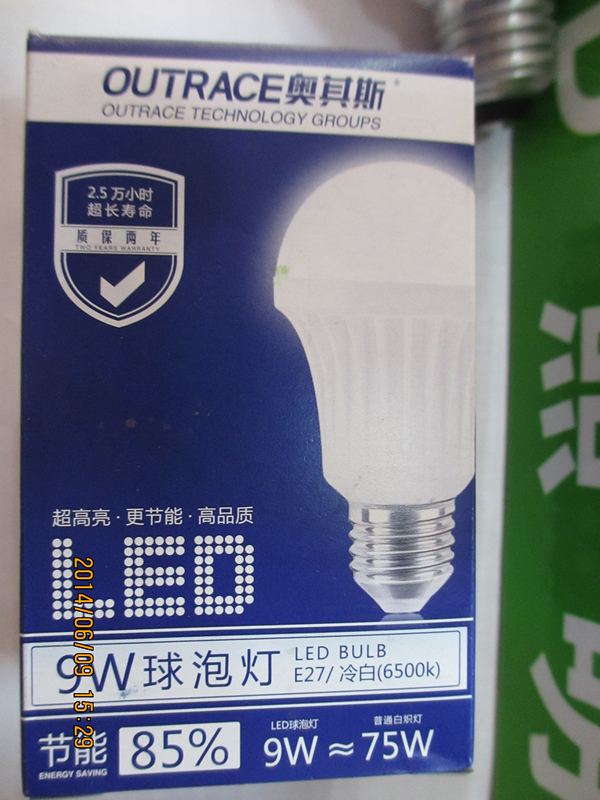 OUTRACE奥其斯®
OUTRACE TECHNOLOGY GROUPS
2.5 万小时
超长寿命
质保两年
TWO YEARS WARRANTY
超高亮·更节能·高品质
LED
9W球泡灯
LED BULB
E27/ 冷白(6500k)
节能
ENERGY SAVING
85%
LED球泡灯
普通白炽灯
9W ≈ 75W
照
明
2014/06/09 15:29